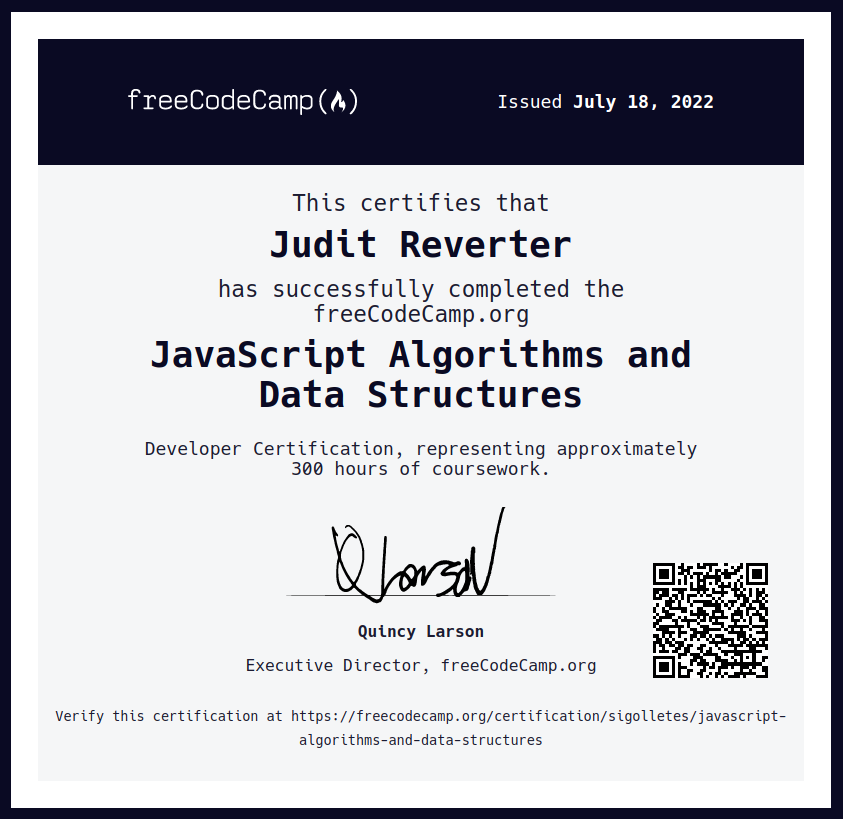 freeCodeCamp(🔥)
Issued July 18, 2022
This certifies that
Judit Reverter
has successfully completed the
freeCodeCamp.org
JavaScript Algorithms and
Data Structures
Developer Certification, representing approximately
300 hours of coursework.
Q Larson
Quincy Larson
Executive Director, freeCodeCamp.org
Verify this certification at https://freecodecamp.org/certification/sigolletes/javascript-
algorithms-and-data-structures